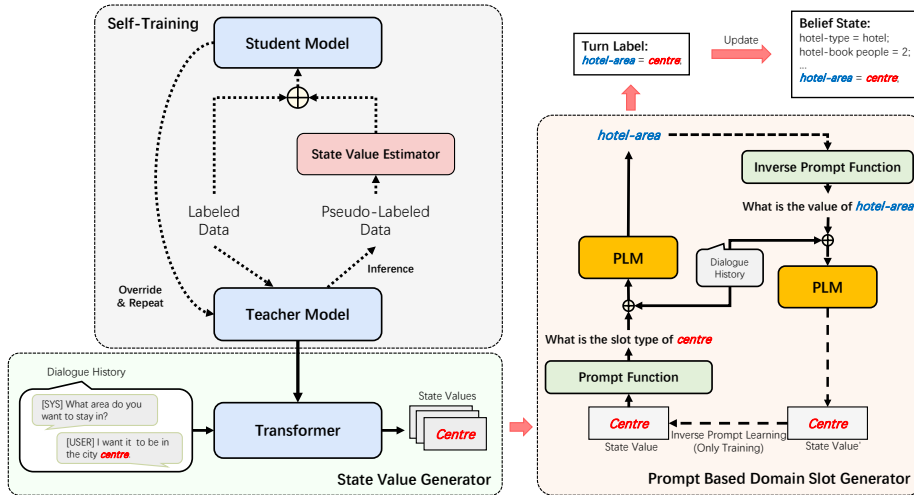 Self-Training
Student Model
State Value Estimator
Labeled
Data
Pseudo-Labeled
Data
Inference
Override
& Repeat
Teacher Model
Dialogue History
[SYS] What area do you
want to stay in?
[USER] I want it to be in
the city centre.
Transformer
State Values
Centre
State Value Generator
Turn Label:
hotel-area = centre;
Update
Belief State:
hotel-type = hotel;
hotel-book people = 2;
...
hotel-area = centre;
hotel-area
Inverse Prompt Function
What is the value of hotel-area
PLM
Dialogue
History
PLM
What is the slot type of centre
Prompt Function
Centre
State Value
Inverse Prompt Learning
(Only Training)
Centre
State Value'
Prompt Based Domain Slot Generator